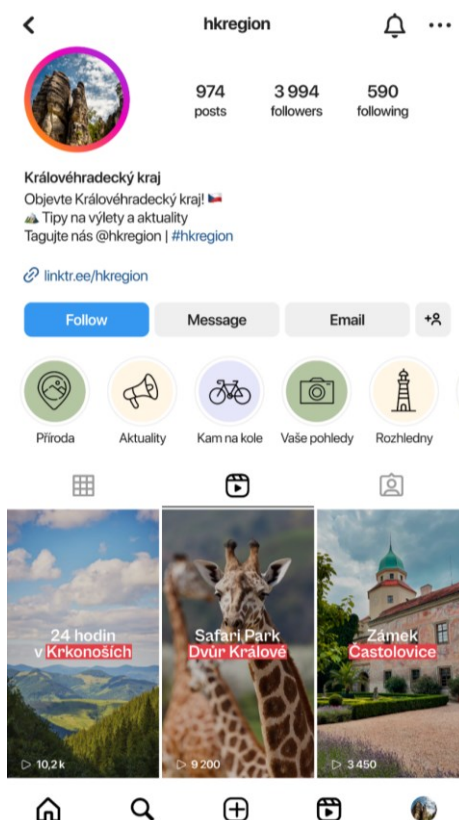 hkregion
974
posts
3 994
followers
590
following
Královéhradecký kraj
Objevte Královéhradecký kraj!
Tipy na výlety a aktuality
Tagujte nás @hkregion | #hkregion
linktr.ee/hkregion
Follow
Message
Email
Příroda
Aktuality
Kam na kole
Vaše pohledy
Rozhledny
24 hodin
v Krkonoších
10,2 k
Safari Park
Dvůr Králové
9 200
Zámek
Častolovice
3 450